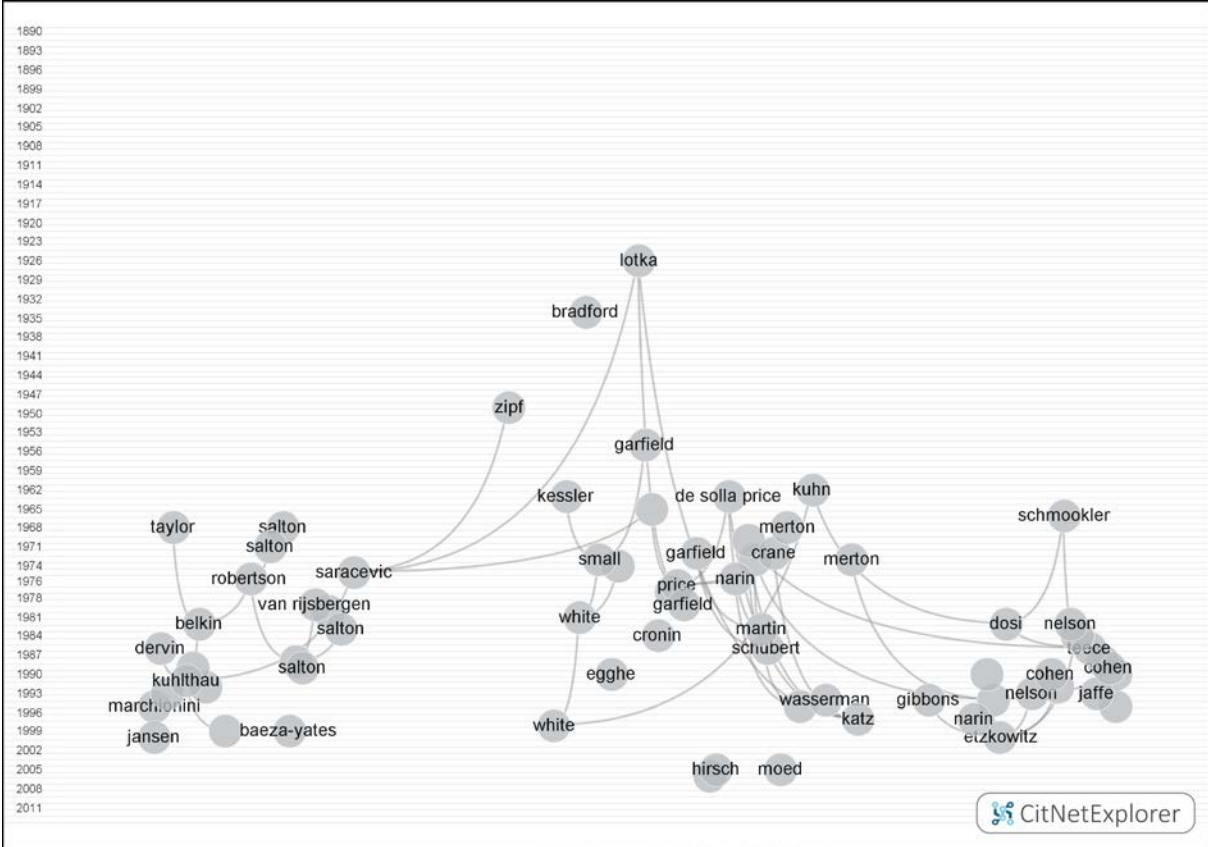 1890
1893
1896
1899
1902
1905
1908
1911
1914
1917
1920
1923
1926
lotka
1929
1932
bradford
1935
1938
1941
1944
1947
zipf
1950
1953
garfield
1956
1959
1962
kessler
de solla price
kuhn
1965
schmookler
1968
taylor
salton
merton
1971
salton
garfield
crane
small
merton
1974
saracevic
robertson
narin
1976
price
1978
van rijsbergen
garfield
1981
white
belkin
salton
martin
dosi
nelson
1984
cronin
dervin
schubert
teece
1987
salton
cohen
1990
kuhlthau
egghe
cohen
1993
nelson
jaffe
marchionini
wasserman
gibbons
1996
katz
narin
white
1999
jansen
baeza-yates
etzkowitz
2002
2005
hirsch
moed
2008
2011
CitNetExplorer